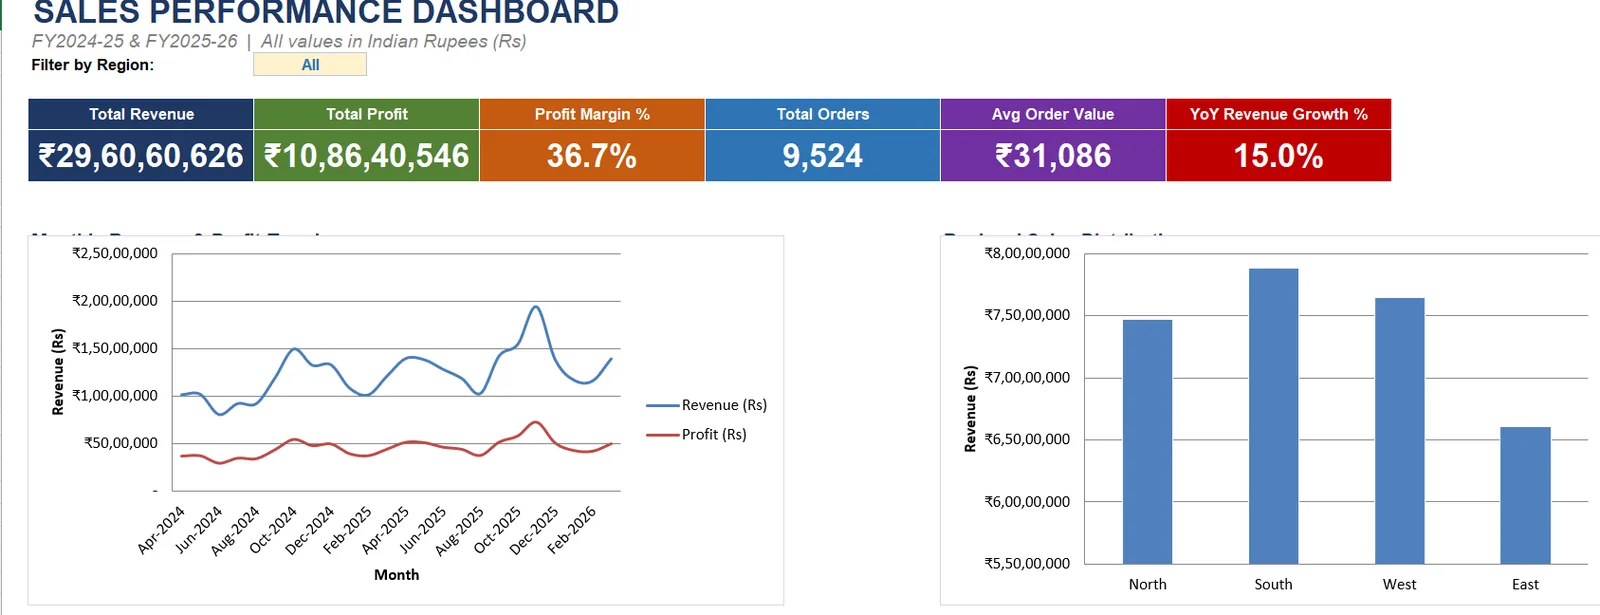 SALES PERFORMANCE DASHBOARD
FY2024-25 & FY2025-26 | All values in Indian Rupees (Rs)
Filter by Region: All
Total Revenue
₹29,60,60,626
Total Profit
₹10,86,40,546
Profit Margin %
36.7%
Total Orders
9,524
Avg Order Value
₹31,086
YoY Revenue Growth %
15.0%
₹2,50,00,000
₹2,00,00,000
₹1,50,00,000
₹1,00,00,000
₹50,00,000
-
Revenue (Rs)
Apr-2024
Jun-2024
Aug-2024
Oct-2024
Dec-2024
Feb-2025
Apr-2025
Jun-2025
Aug-2025
Oct-2025
Dec-2025
Feb-2026
Month
Revenue (Rs)
Profit (Rs)
₹8,00,00,000
₹7,50,00,000
₹7,00,00,000
₹6,50,00,000
₹6,00,00,000
₹5,50,00,000
Revenue (Rs)
North
South
West
East